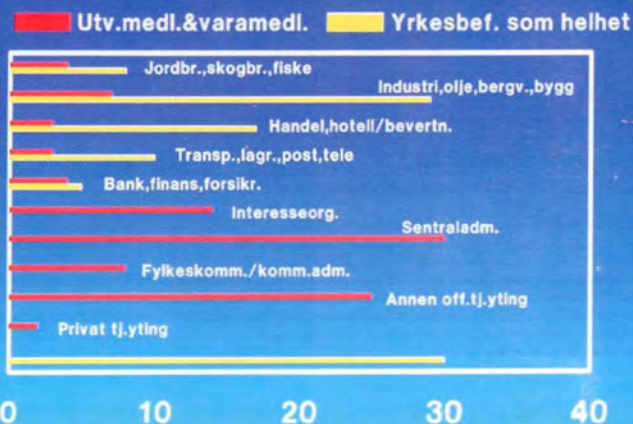 Utv.medl.&varamedl. Yrkesbef. som helhet
Jordbr.,skogbr.,fiske
Industri,olje,bergv.,bygg
Handel,hotell/bevertn.
Transp.,lagr.,post,tele
Bank,finans,forsikr.
Interesseorg.
Sentraladm.
Fylkeskomm./komm.adm.
Annen off.tj.yting
Privat tj.yting
0 10 20 30 40